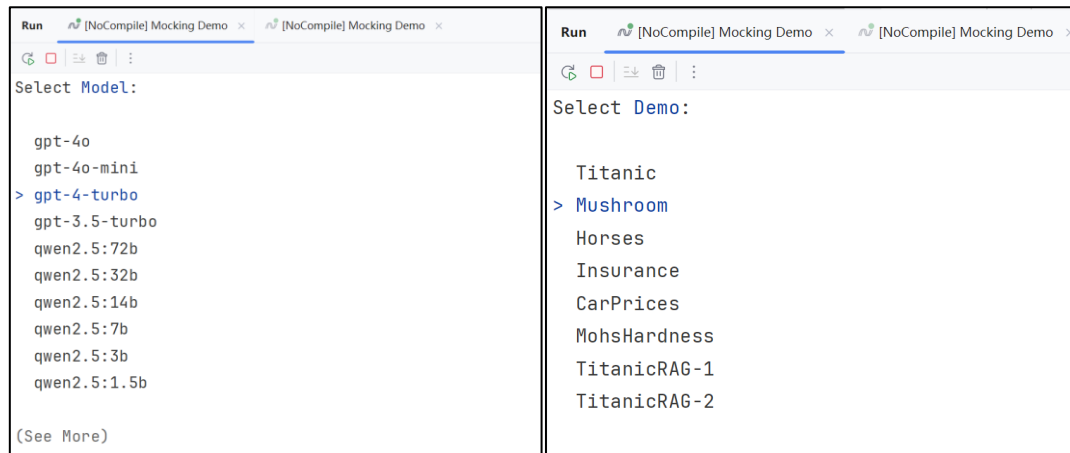 Run [NoCompile] Mocking Demo × [NoCompile] Mocking Demo ×
Select Model:
gpt-4o
gpt-4o-mini
> gpt-4-turbo
gpt-3.5-turbo
qwen2.5:72b
qwen2.5:32b
qwen2.5:14b
qwen2.5:7b
qwen2.5:3b
qwen2.5:1.5b
(See More)
Run [NoCompile] Mocking Demo × [NoCompile] Mocking Demo ×
Select Demo:
Titanic
> Mushroom
Horses
Insurance
CarPrices
MohsHardness
TitanicRAG-1
TitanicRAG-2